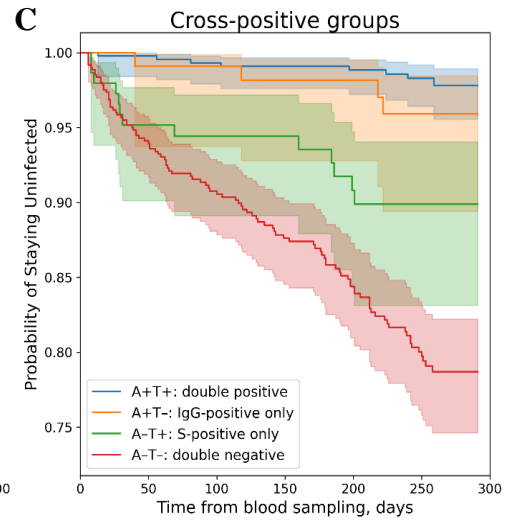 C
Cross-positive groups
Probability of Staying Uninfected
1.00
0.95
0.90
0.85
0.80
0.75
A+T+: double positive
A+T–: IgG-positive only
A–T+: S-positive only
A–T–: double negative
00
0 50 100 150 200 250 300
Time from blood sampling, days